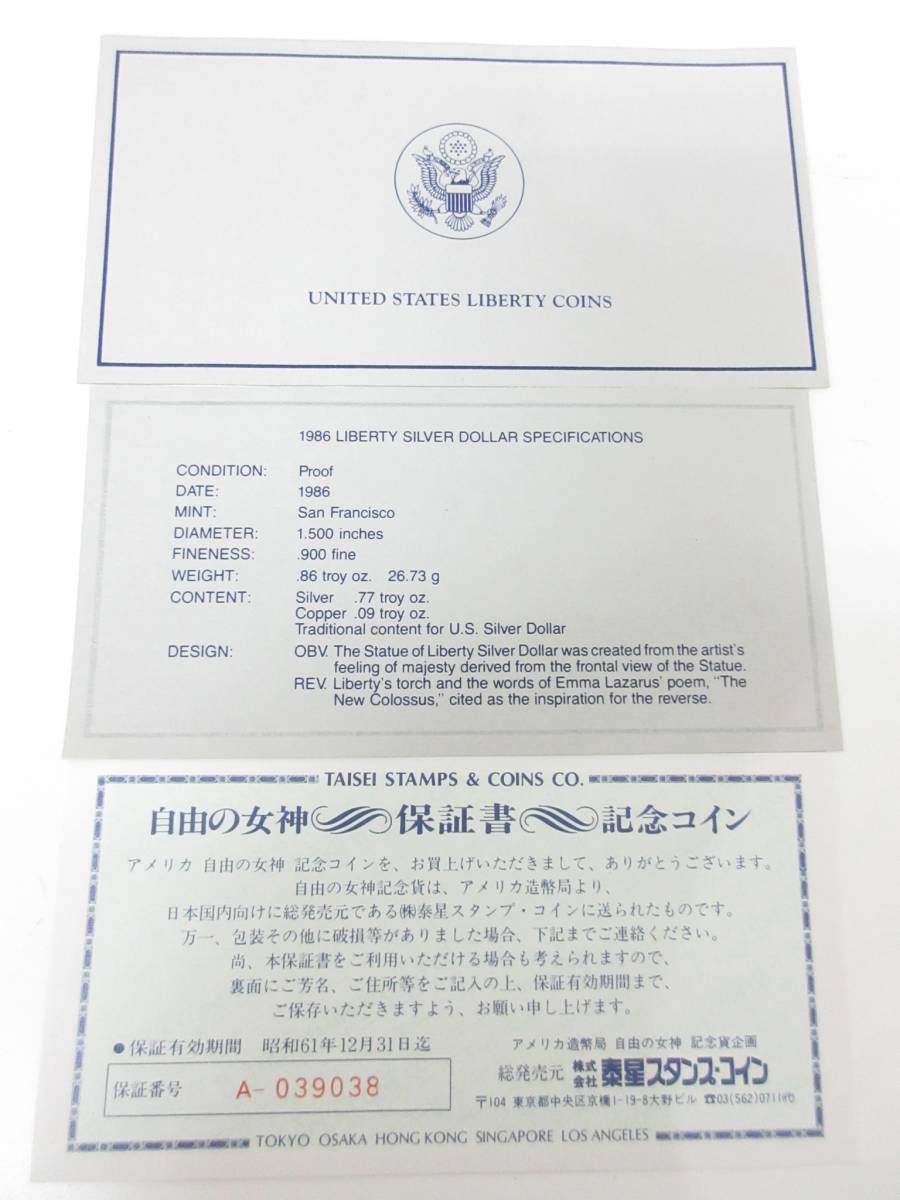 UNITED STATES LIBERTY COINS
1986 LIBERTY SILVER DOLLAR SPECIFICATIONS
CONDITION: Proof
DATE: 1986
MINT: San Francisco
DIAMETER: 1.500 inches
FINENESS: .900 fine
WEIGHT: .86 troy oz. 26.73 g
CONTENT: Silver .77 troy oz.
Copper .09 troy oz.
Traditional content for U.S. Silver Dollar
DESIGN: OBV. The Statue of Liberty Silver Dollar was created from the artist's
feeling of majesty derived from the frontal view of the Statue.
REV. Liberty's torch and the words of Emma Lazarus' poem, "The
New Colossus," cited as the inspiration for the reverse.
TAISEI STAMPS & COINS CO.
自由の女神 保証書 記念コイン
アメリカ 自由の女神 記念コインを、お買上げいただきまして、ありがとうございます。
自由の女神記念貨は、アメリカ造幣局より、
日本国内向けに総発売元である㈱泰星スタンプ・コインに送られたものです。
万一、包装その他に破損等がありました場合、下記までご連絡ください。
尚、本保証書をご利用いただける場合も考えられますので、
裏面にご芳名、ご住所等をご記入の上、保証有効期間まで、
ご保存いただきますよう、お願い申し上げます。
●保証有効期間 昭和61年12月31日迄
保証番号 A-039038
アメリカ造幣局 自由の女神 記念貨企画
総発売元 株式会社 泰星スタンプ・コイン
〒104 東京都中央区京橋1-19-8大野ビル ☎03(562)0711㈹
TOKYO OSAKA HONG KONG SINGAPORE LOS ANGELES